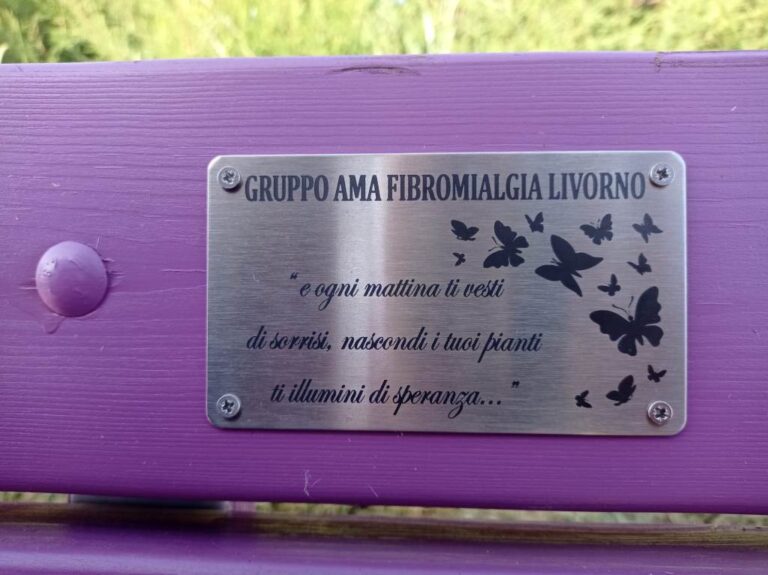 GRUPPO AMA FIBROMIALGIA LIVORNO
"e ogni mattina ti vesti
di sorrisi, nascondi i tuoi pianti
ti illumini di speranza..."